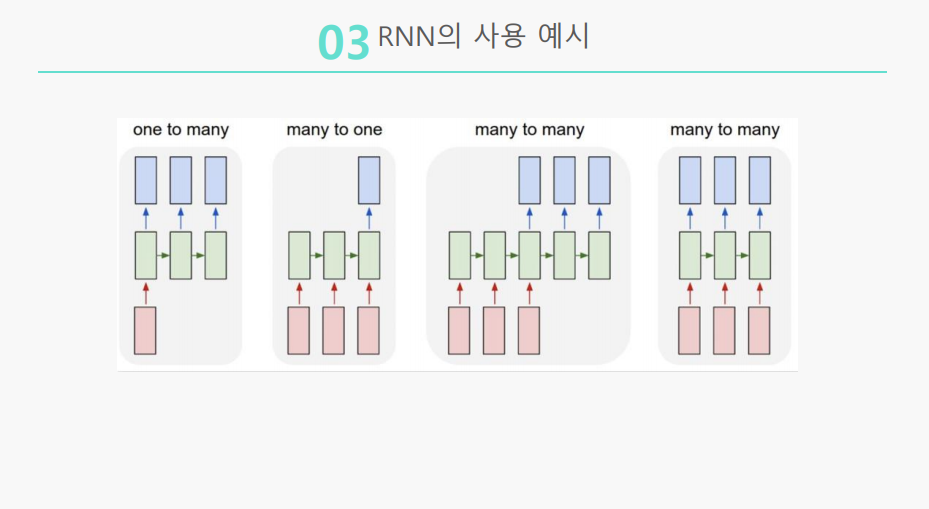 03 RNN의 사용 예시
one to many
many to one
many to many
many to many